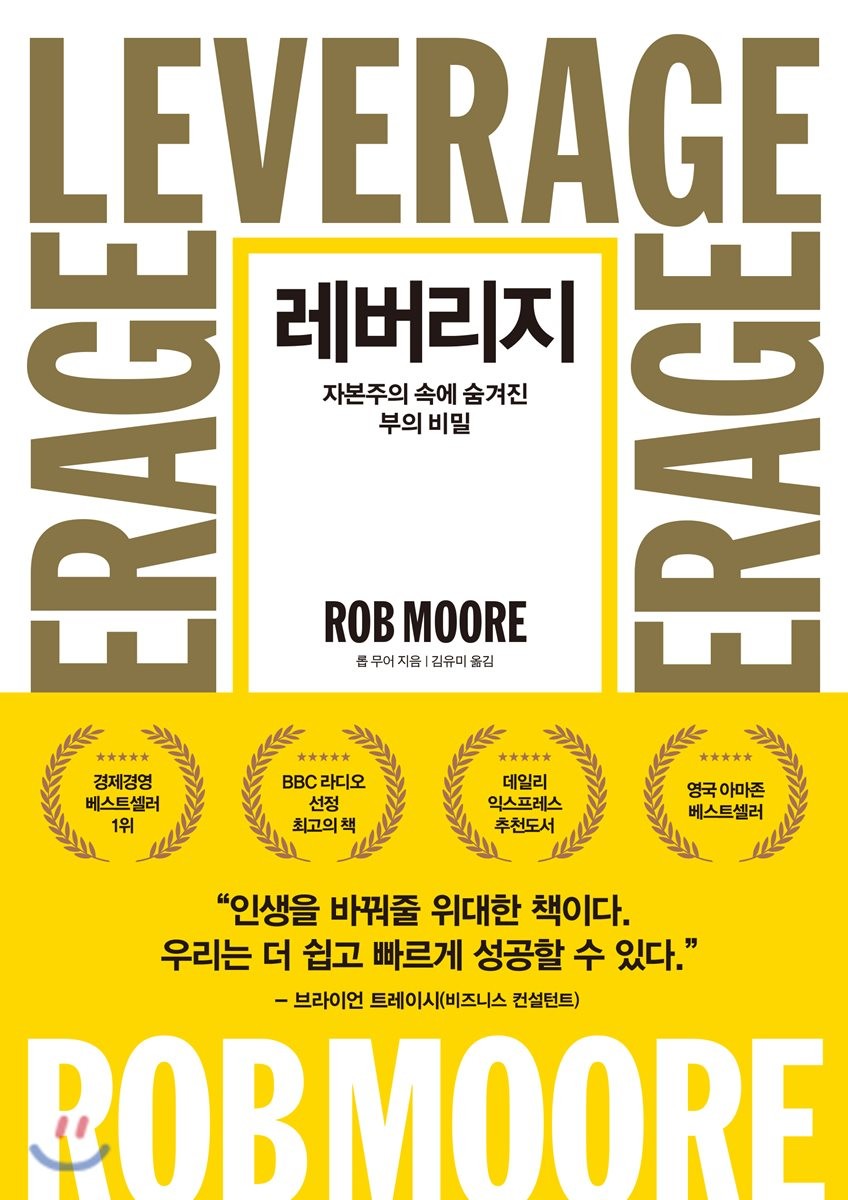 LEVERAGE
ERAGE
ERAGE
레버리지
자본주의 속에 숨겨진
부의 비밀
ROB MOORE
롭 무어 지음 | 김유미 옮김
★★★★★
경제경영
베스트셀러
1위
★★★★★
BBC 라디오
선정
최고의 책
★★★★★
데일리
익스프레스
추천도서
★★★★★
영국 아마존
베스트셀러
“인생을 바꿔줄 위대한 책이다.
우리는 더 쉽고 빠르게 성공할 수 있다.”
– 브라이언 트레이시(비즈니스 컨설턴트)
ROB MOORE